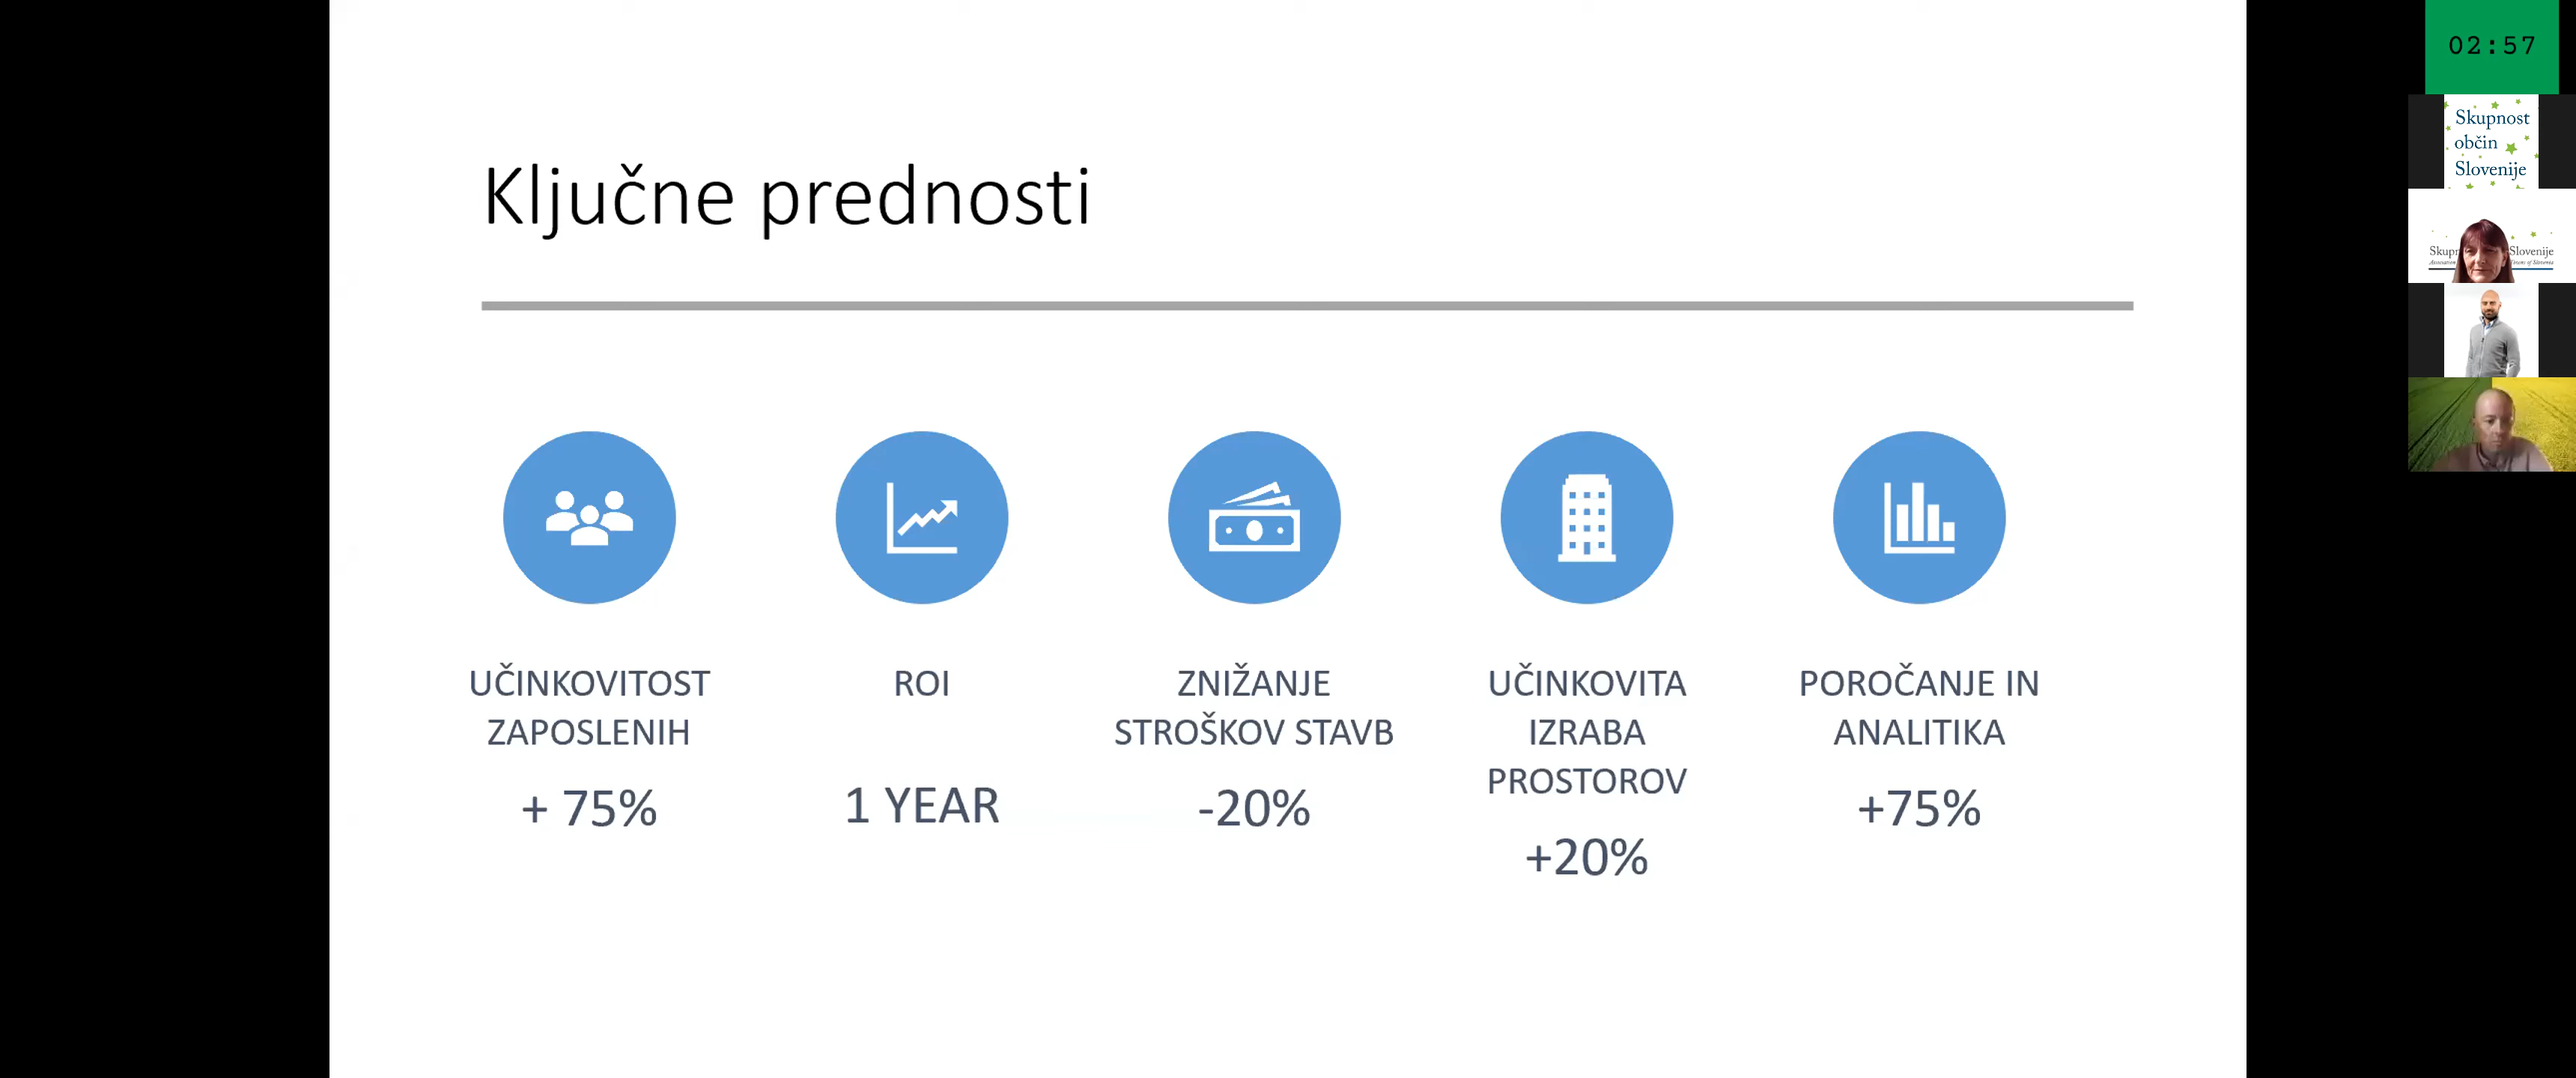 Ključne prednosti
UČINKOVITOST
ZAPOSLENIH
+ 75%
ROI
1 YEAR
ZNIŽANJE
STROŠKOV STAVB
-20%
UČINKOVITA
IZRABA
PROSTOROV
+20%
POROČANJE IN
ANALITIKA
+75%
02:57
Skupnost
občin
Slovenije
Slovenije